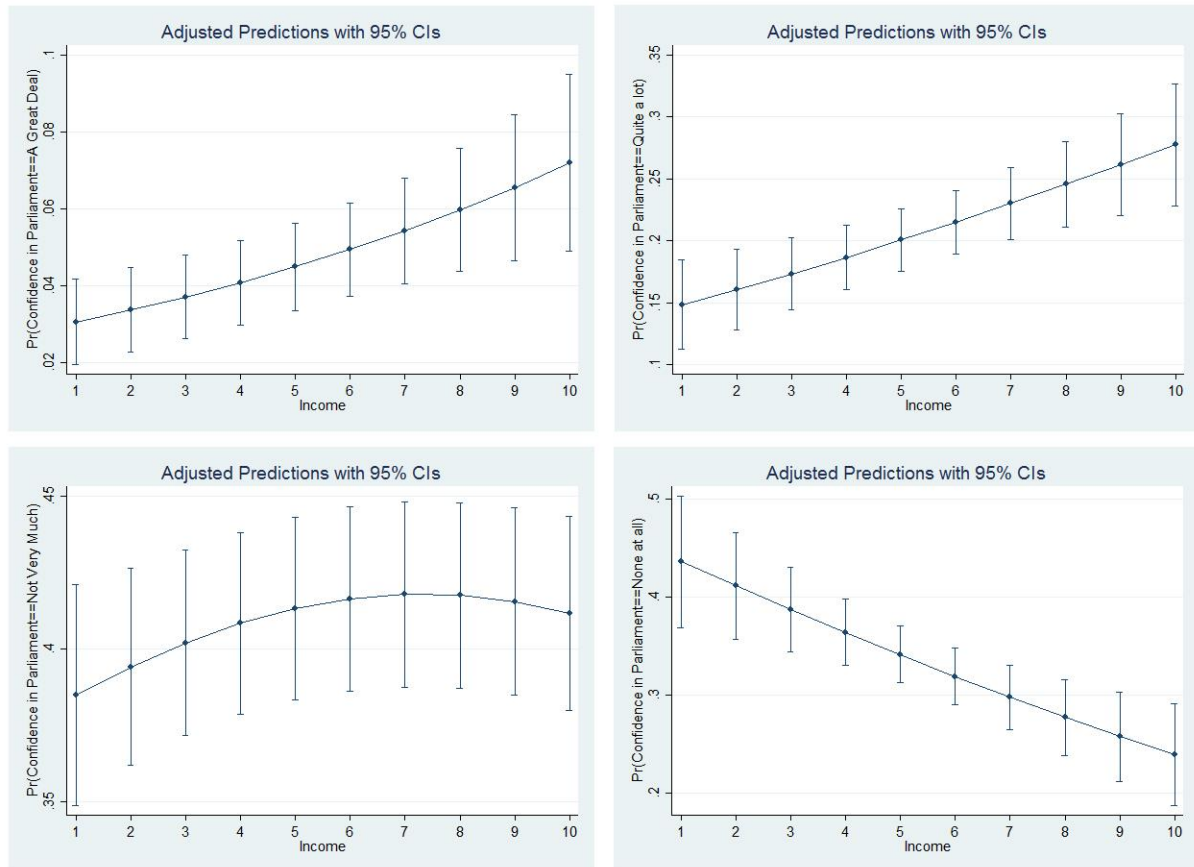 Adjusted Predictions with 95% CIs
Pr(Confidence in Parliament==A Great Deal)
.1
.08
.06
.04
.02
1 2 3 4 5 6 7 8 9 10
Income
Adjusted Predictions with 95% CIs
Pr(Confidence in Parliament==Quite a lot)
.35
.3
.25
.2
.15
.1
1 2 3 4 5 6 7 8 9 10
Income
Adjusted Predictions with 95% CIs
Pr(Confidence in Parliament==Not Very Much)
.45
.4
.35
1 2 3 4 5 6 7 8 9 10
Income
Adjusted Predictions with 95% CIs
Pr(Confidence in Parliament==None at all)
.5
.4
.3
.2
1 2 3 4 5 6 7 8 9 10
Income